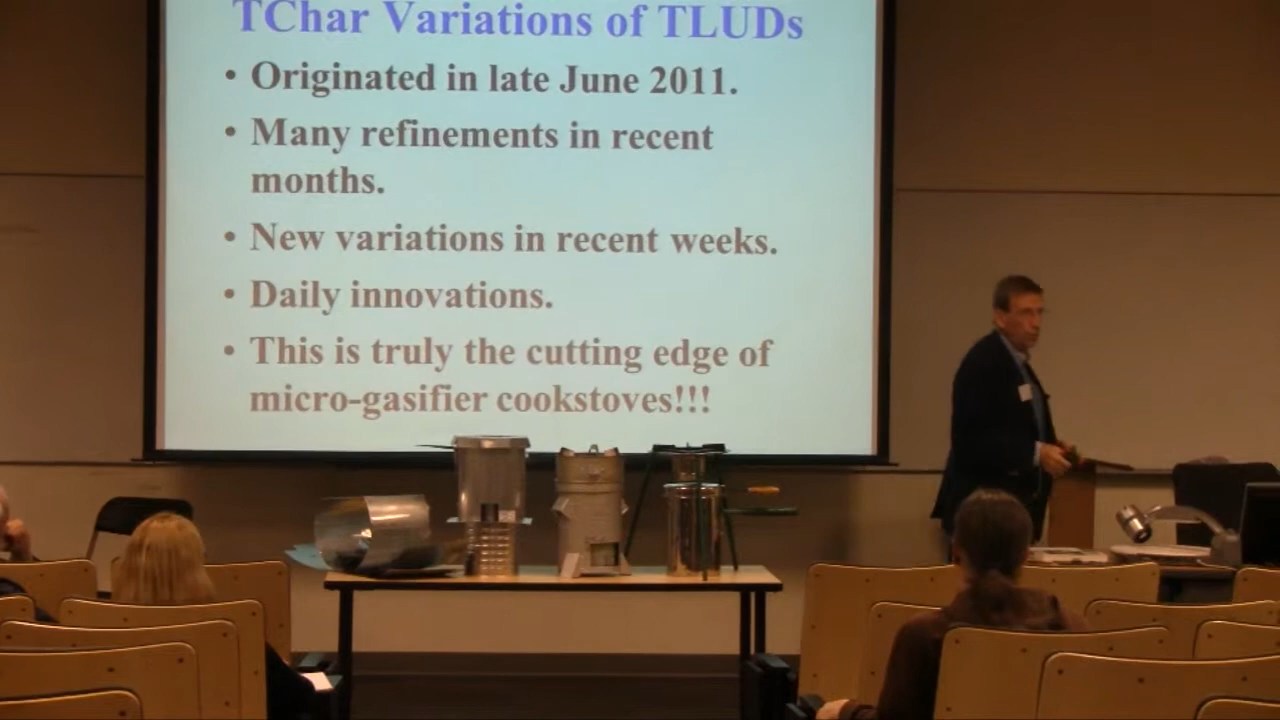 TChar Variations of TLUDs
• Originated in late June 2011.
• Many refinements in recent
months.
• New variations in recent weeks.
• Daily innovations.
• This is truly the cutting edge of
micro-gasifier cookstoves!!!